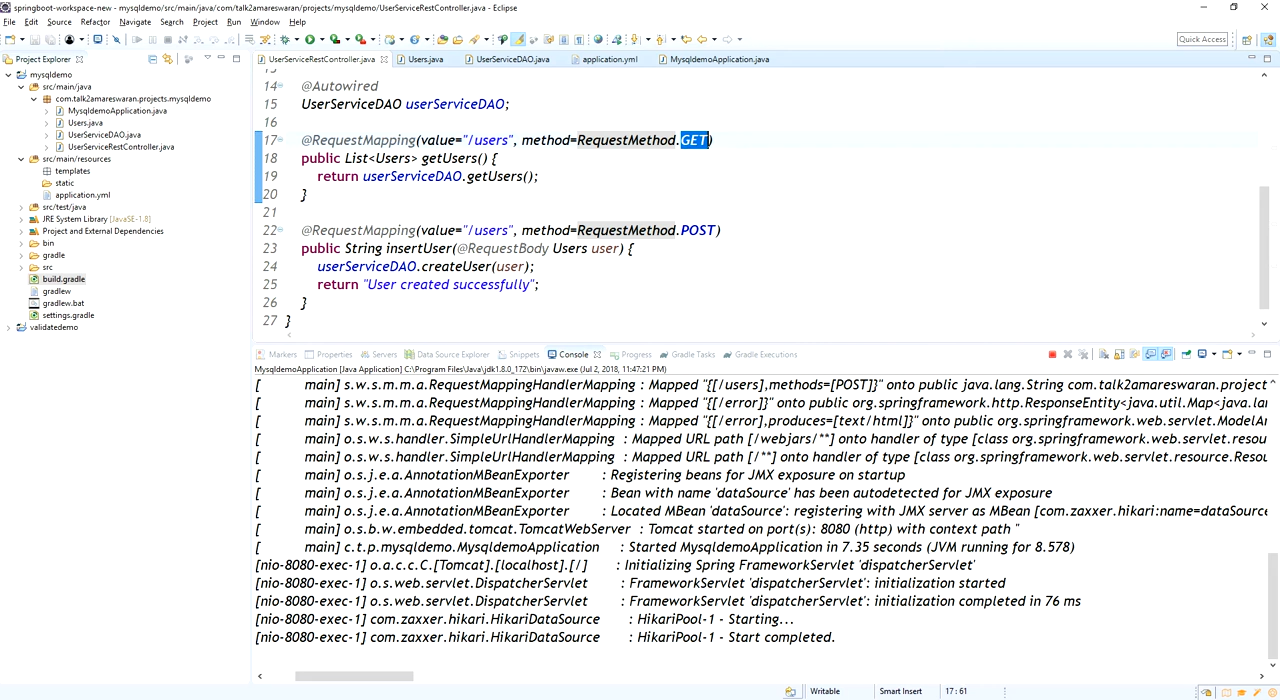 springboot-workspace-new - mysqldemo/src/main/java/com/talk2amareswaran/projects/mysqldemo/UserServiceRestController.java - Eclipse
File Edit Source Refactor Navigate Search Project Run Window Help
Quick Access
Project Explorer
UserServiceRestController.java Users.java UserServiceDAO.java application.yml MysqldemoApplication.java
mysqldemo
src/main/java
com.talk2amareswaran.projects.mysqldemo
MysqldemoApplication.java
Users.java
UserServiceDAO.java
UserServiceRestController.java
src/main/resources
templates
static
application.yml
src/test/java
JRE System Library [JavaSE-1.8]
Project and External Dependencies
bin
gradle
src
build.gradle
gradlew
gradlew.bat
settings.gradle
validatedemo
14 @Autowired
15 UserServiceDAO userServiceDAO;
16
17 @RequestMapping(value="/users", method=RequestMethod.GET)
18 public List<Users> getUsers() {
19 return userServiceDAO.getUsers();
20 }
21
22 @RequestMapping(value="/users", method=RequestMethod.POST)
23 public String insertUser(@RequestBody Users user) {
24 userServiceDAO.createUser(user);
25 return "User created successfully";
26 }
27 }
Markers Properties Servers Data Source Explorer Snippets Console Progress Gradle Tasks Gradle Executions
MysqldemoApplication [Java Application] C:\Program Files\Java\jdk1.8.0_172\bin\javaw.exe (Jul 2, 2018, 11:47:21 PM)
[ main] s.w.s.m.m.a.RequestMappingHandlerMapping : Mapped "{[/users],methods=[POST]}" onto public java.lang.String com.talk2amareswaran.project
[ main] s.w.s.m.m.a.RequestMappingHandlerMapping : Mapped "{[/error]}" onto public org.springframework.http.ResponseEntity<java.util.Map<java.lan
[ main] s.w.s.m.m.a.RequestMappingHandlerMapping : Mapped "{[/error],produces=[text/html]}" onto public org.springframework.web.servlet.ModelAn
[ main] o.s.w.s.handler.SimpleUrlHandlerMapping : Mapped URL path [/webjars/**] onto handler of type [class org.springframework.web.servlet.resou
[ main] o.s.w.s.handler.SimpleUrlHandlerMapping : Mapped URL path [/**] onto handler of type [class org.springframework.web.servlet.resource.Resou
[ main] o.s.j.e.a.AnnotationMBeanExporter : Registering beans for JMX exposure on startup
[ main] o.s.j.e.a.AnnotationMBeanExporter : Bean with name 'dataSource' has been autodetected for JMX exposure
[ main] o.s.j.e.a.AnnotationMBeanExporter : Located MBean 'dataSource': registering with JMX server as MBean [com.zaxxer.hikari:name=dataSource
[ main] o.s.b.w.embedded.tomcat.TomcatWebServer : Tomcat started on port(s): 8080 (http) with context path ''
[ main] c.t.p.mysqldemo.MysqldemoApplication : Started MysqldemoApplication in 7.35 seconds (JVM running for 8.578)
[nio-8080-exec-1] o.a.c.c.C.[Tomcat].[localhost].[/] : Initializing Spring FrameworkServlet 'dispatcherServlet'
[nio-8080-exec-1] o.s.web.servlet.DispatcherServlet : FrameworkServlet 'dispatcherServlet': initialization started
[nio-8080-exec-1] o.s.web.servlet.DispatcherServlet : FrameworkServlet 'dispatcherServlet': initialization completed in 76 ms
[nio-8080-exec-1] com.zaxxer.hikari.HikariDataSource : HikariPool-1 - Starting...
[nio-8080-exec-1] com.zaxxer.hikari.HikariDataSource : HikariPool-1 - Start completed.
Writable Smart Insert 17 : 61